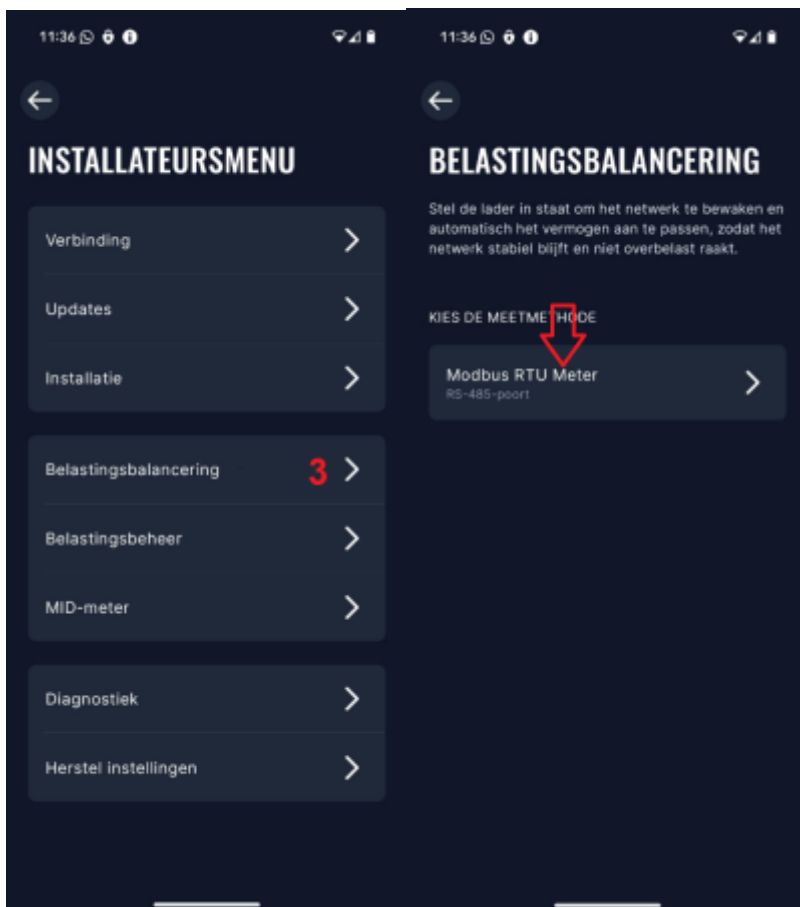 11:36
INSTALLATEURSMENU
Verbinding
Updates
Installatie
Belastingsbalancering 3
Belastingsbeheer
MID-meter
Diagnostiek
Herstel instellingen
11:36
BELASTINGSBALANCERING
Stel de lader in staat om het netwerk te bewaken en
automatisch het vermogen aan te passen, zodat het
netwerk stabiel blijft en niet overbelast raakt.
KIES DE MEETMETHODE
Modbus RTU Meter
RS-485-poort